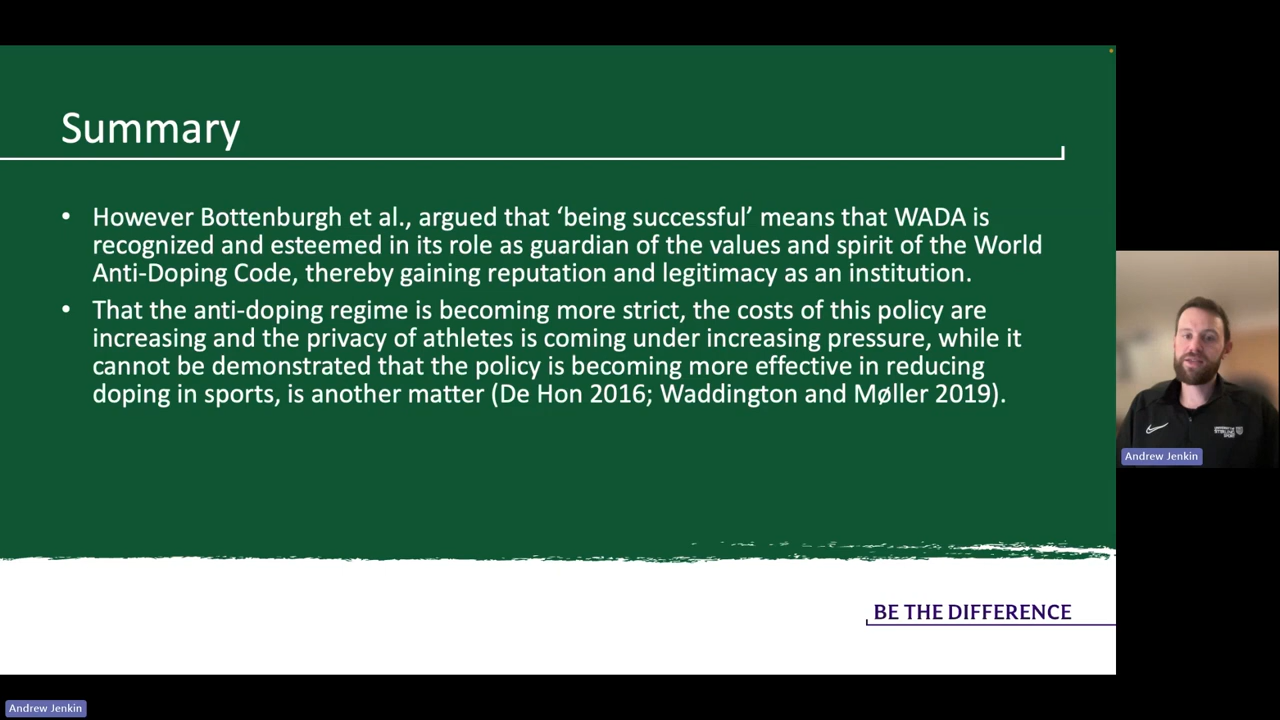 Summary
• However Bottenburgh et al., argued that ‘being successful’ means that WADA is
recognized and esteemed in its role as guardian of the values and spirit of the World
Anti-Doping Code, thereby gaining reputation and legitimacy as an institution.
• That the anti-doping regime is becoming more strict, the costs of this policy are
increasing and the privacy of athletes is coming under increasing pressure, while it
cannot be demonstrated that the policy is becoming more effective in reducing
doping in sports, is another matter (De Hon 2016; Waddington and Møller 2019).
BE THE DIFFERENCE
STIRLING
Andrew Jenkin
Andrew Jenkin